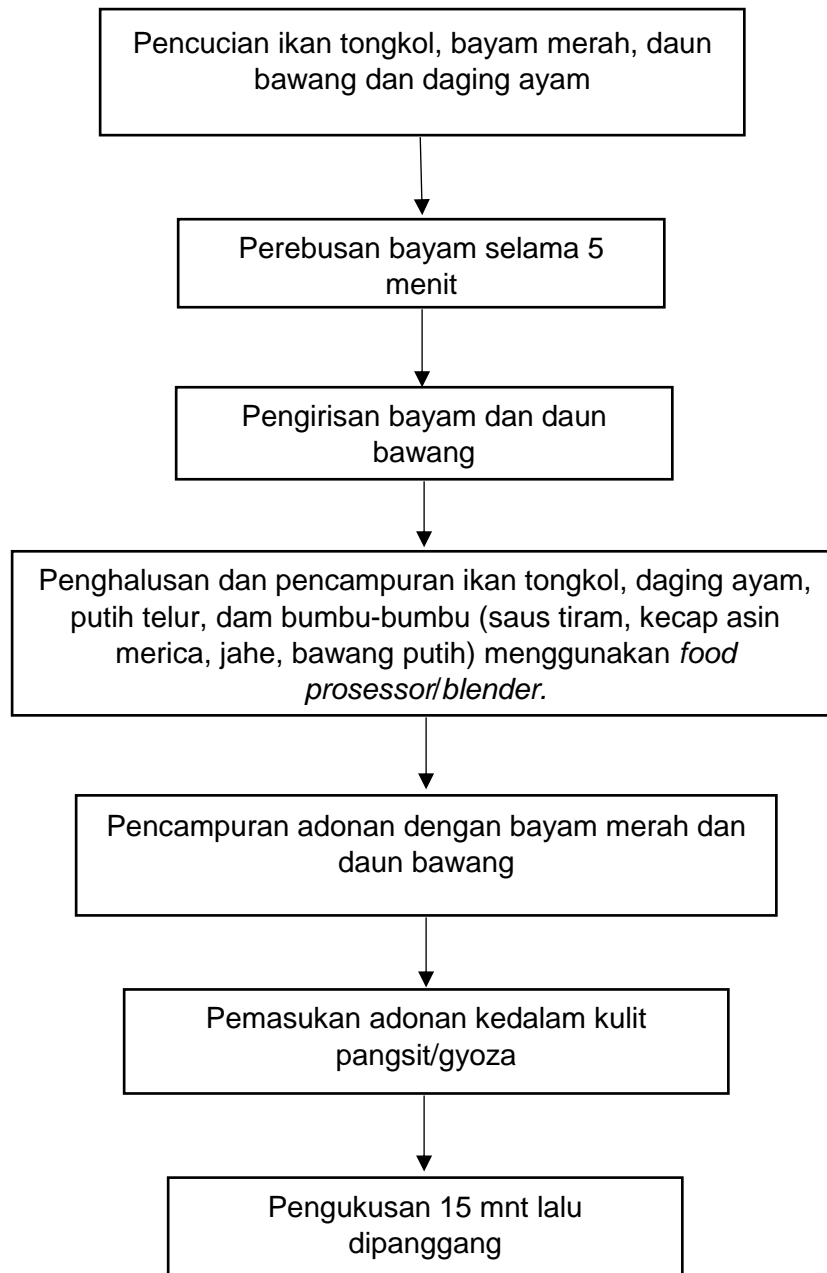 Pencucian ikan tongkol, bayam merah, daun
bawang dan daging ayam
Perebusan bayam selama 5
menit
Pengirisan bayam dan daun
bawang
Penghalusan dan pencampuran ikan tongkol, daging ayam,
putih telur, dam bumbu-bumbu (saus tiram, kecap asin
merica, jahe, bawang putih) menggunakan food
prosessor/blender.
Pencampuran adonan dengan bayam merah dan
daun bawang
Pemasukan adonan kedalam kulit
pangsit/gyoza
Pengukusan 15 mnt lalu
dipanggang